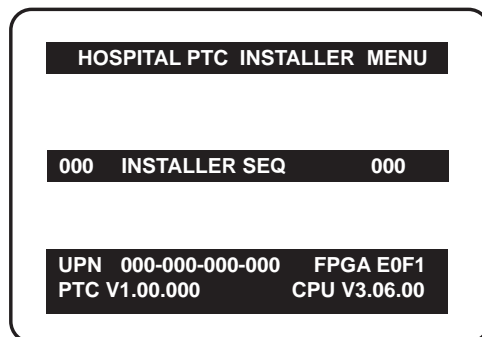 HOSPITAL PTC INSTALLER MENU
000 INSTALLER SEQ 000
UPN 000-000-000-000 FPGA E0F1
PTC V1.00.000 CPU V3.06.00